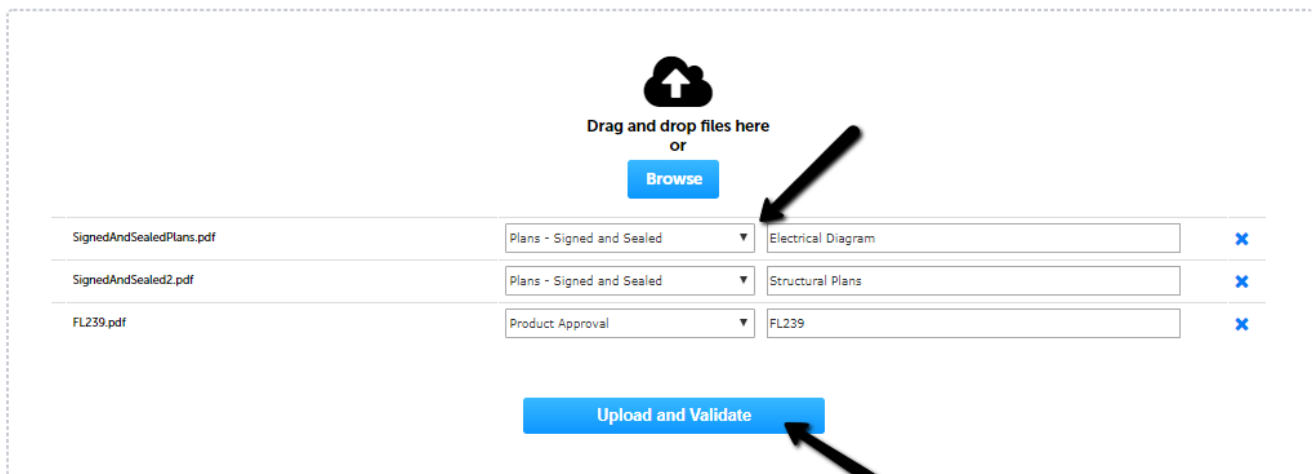 Drag and drop files here
or
Browse
SignedAndSealedPlans.pdf Plans - Signed and Sealed Electrical Diagram
SignedAndSealed2.pdf Plans - Signed and Sealed Structural Plans
FL239.pdf Product Approval FL239
Upload and Validate